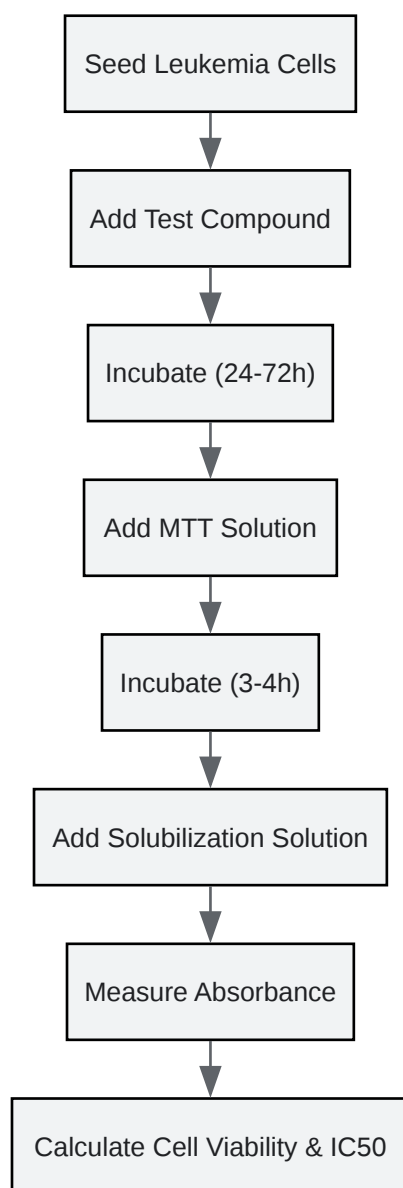 Seed Leukemia Cells
Add Test Compound
Incubate (24-72h)
Add MTT Solution
Incubate (3-4h)
Add Solubilization Solution
Measure Absorbance
Calculate Cell Viability & IC50